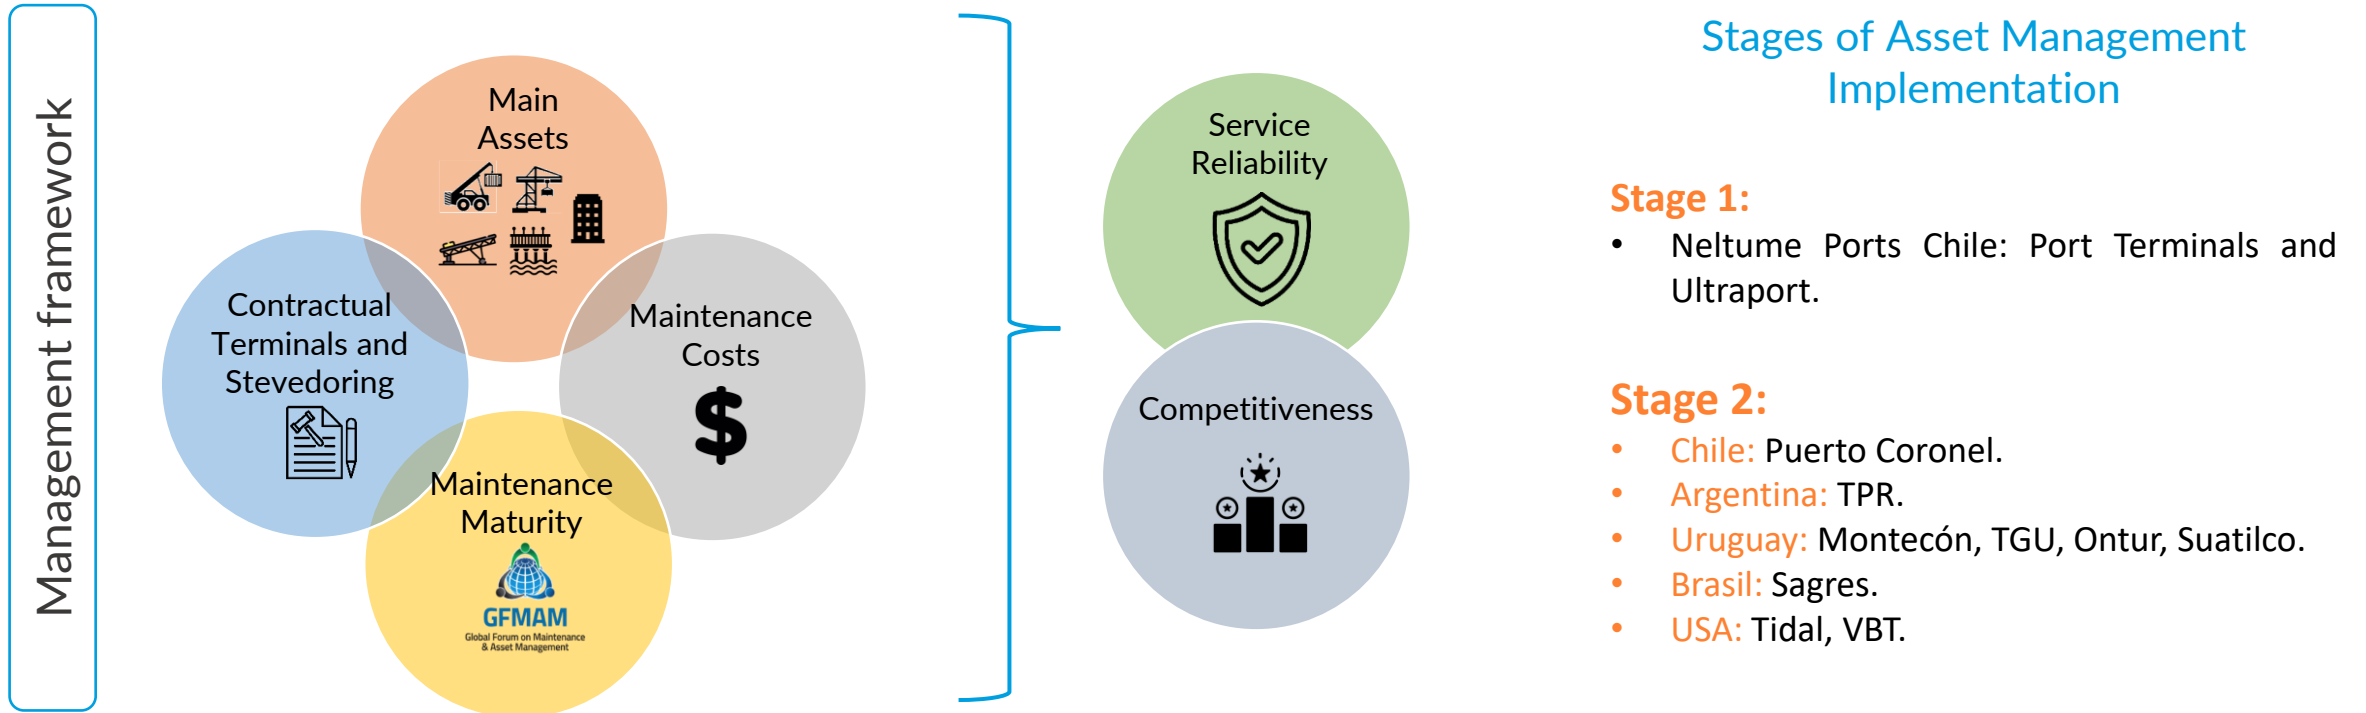 Management framework
Main
Assets
Contractual
Terminals and
Stevedoring
Maintenance
Costs
$
Maintenance
Maturity
GFMAM
Global Forum on Maintenance
& Asset Management
Service
Reliability
Competitiveness
Stages of Asset Management
Implementation
Stage 1:
• Neltume Ports Chile: Port Terminals and
Ultraport.
Stage 2:
• Chile: Puerto Coronel.
• Argentina: TPR.
• Uruguay: Montecón, TGU, Ontur, Suatilco.
• Brasil: Sagres.
• USA: Tidal, VBT.